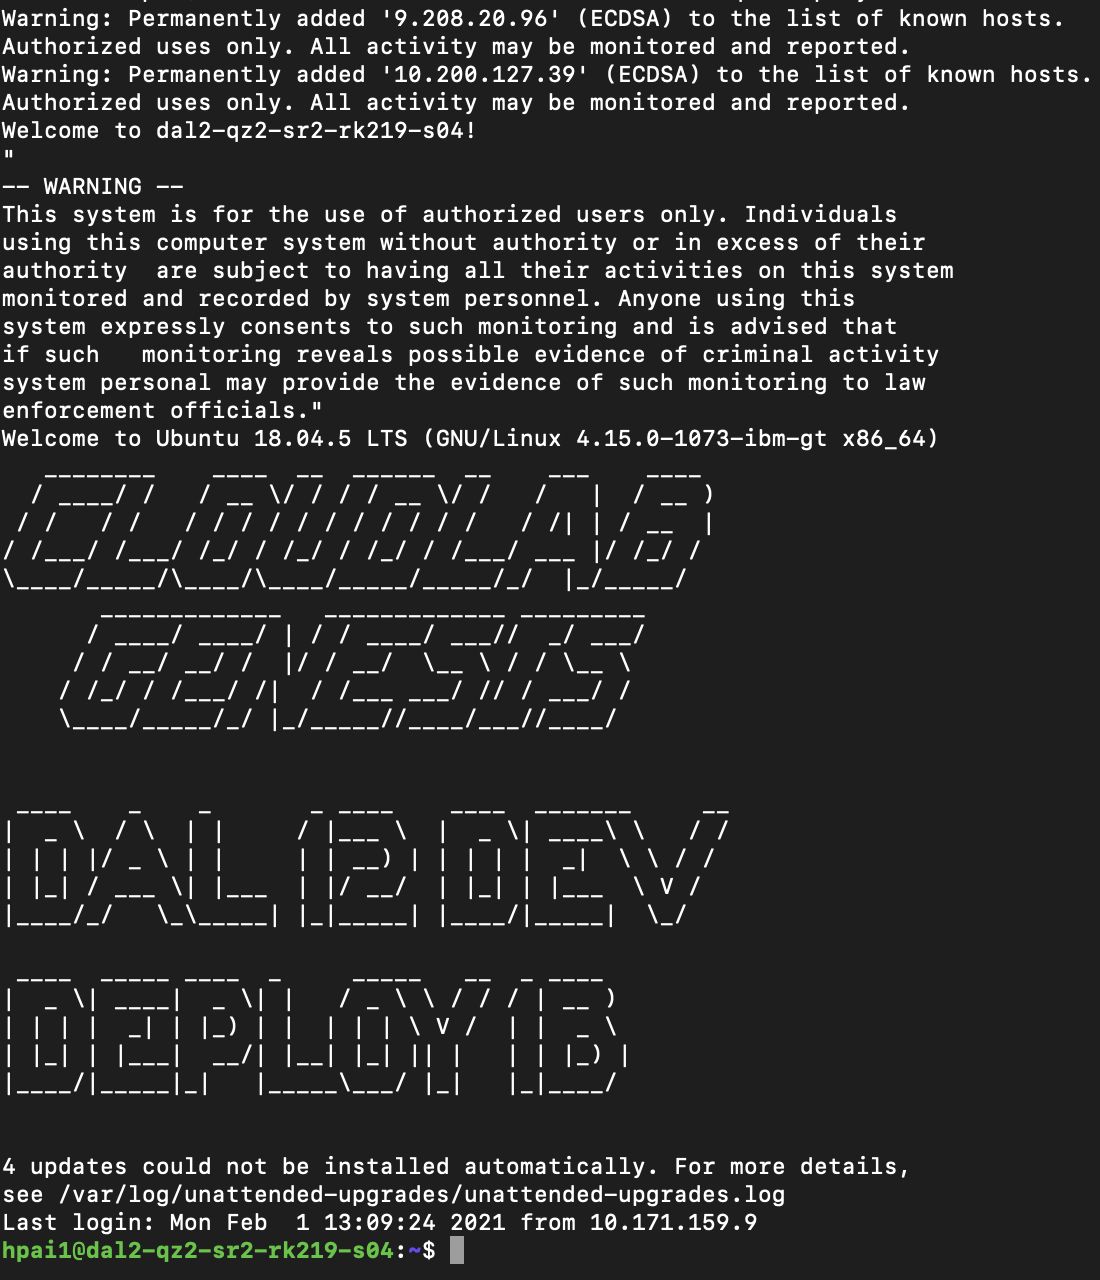 Warning: Permanently added '9.208.20.96' (ECDSA) to the list of known hosts.
Authorized uses only. All activity may be monitored and reported.
Warning: Permanently added '10.200.127.39' (ECDSA) to the list of known hosts.
Authorized uses only. All activity may be monitored and reported.
Welcome to dal2-qz2-sr2-rk219-s04!
"
-- WARNING --
This system is for the use of authorized users only. Individuals
using this computer system without authority or in excess of their
authority  are subject to having all their activities on this system
monitored and recorded by system personnel. Anyone using this
system expressly consents to such monitoring and is advised that
if such   monitoring reveals possible evidence of criminal activity
system personal may provide the evidence of such monitoring to law
enforcement officials."
Welcome to Ubuntu 18.04.5 LTS (GNU/Linux 4.15.0-1073-ibm-gt x86_64)
CLOUDLAB
GENESIS
DAL 12 DEV
DEPLOY 1B
4 updates could not be installed automatically. For more details,
see /var/log/unattended-upgrades/unattended-upgrades.log
Last login: Mon Feb  1 13:09:24 2021 from 10.171.159.9
hpai1@dal2-qz2-sr2-rk219-s04:~$